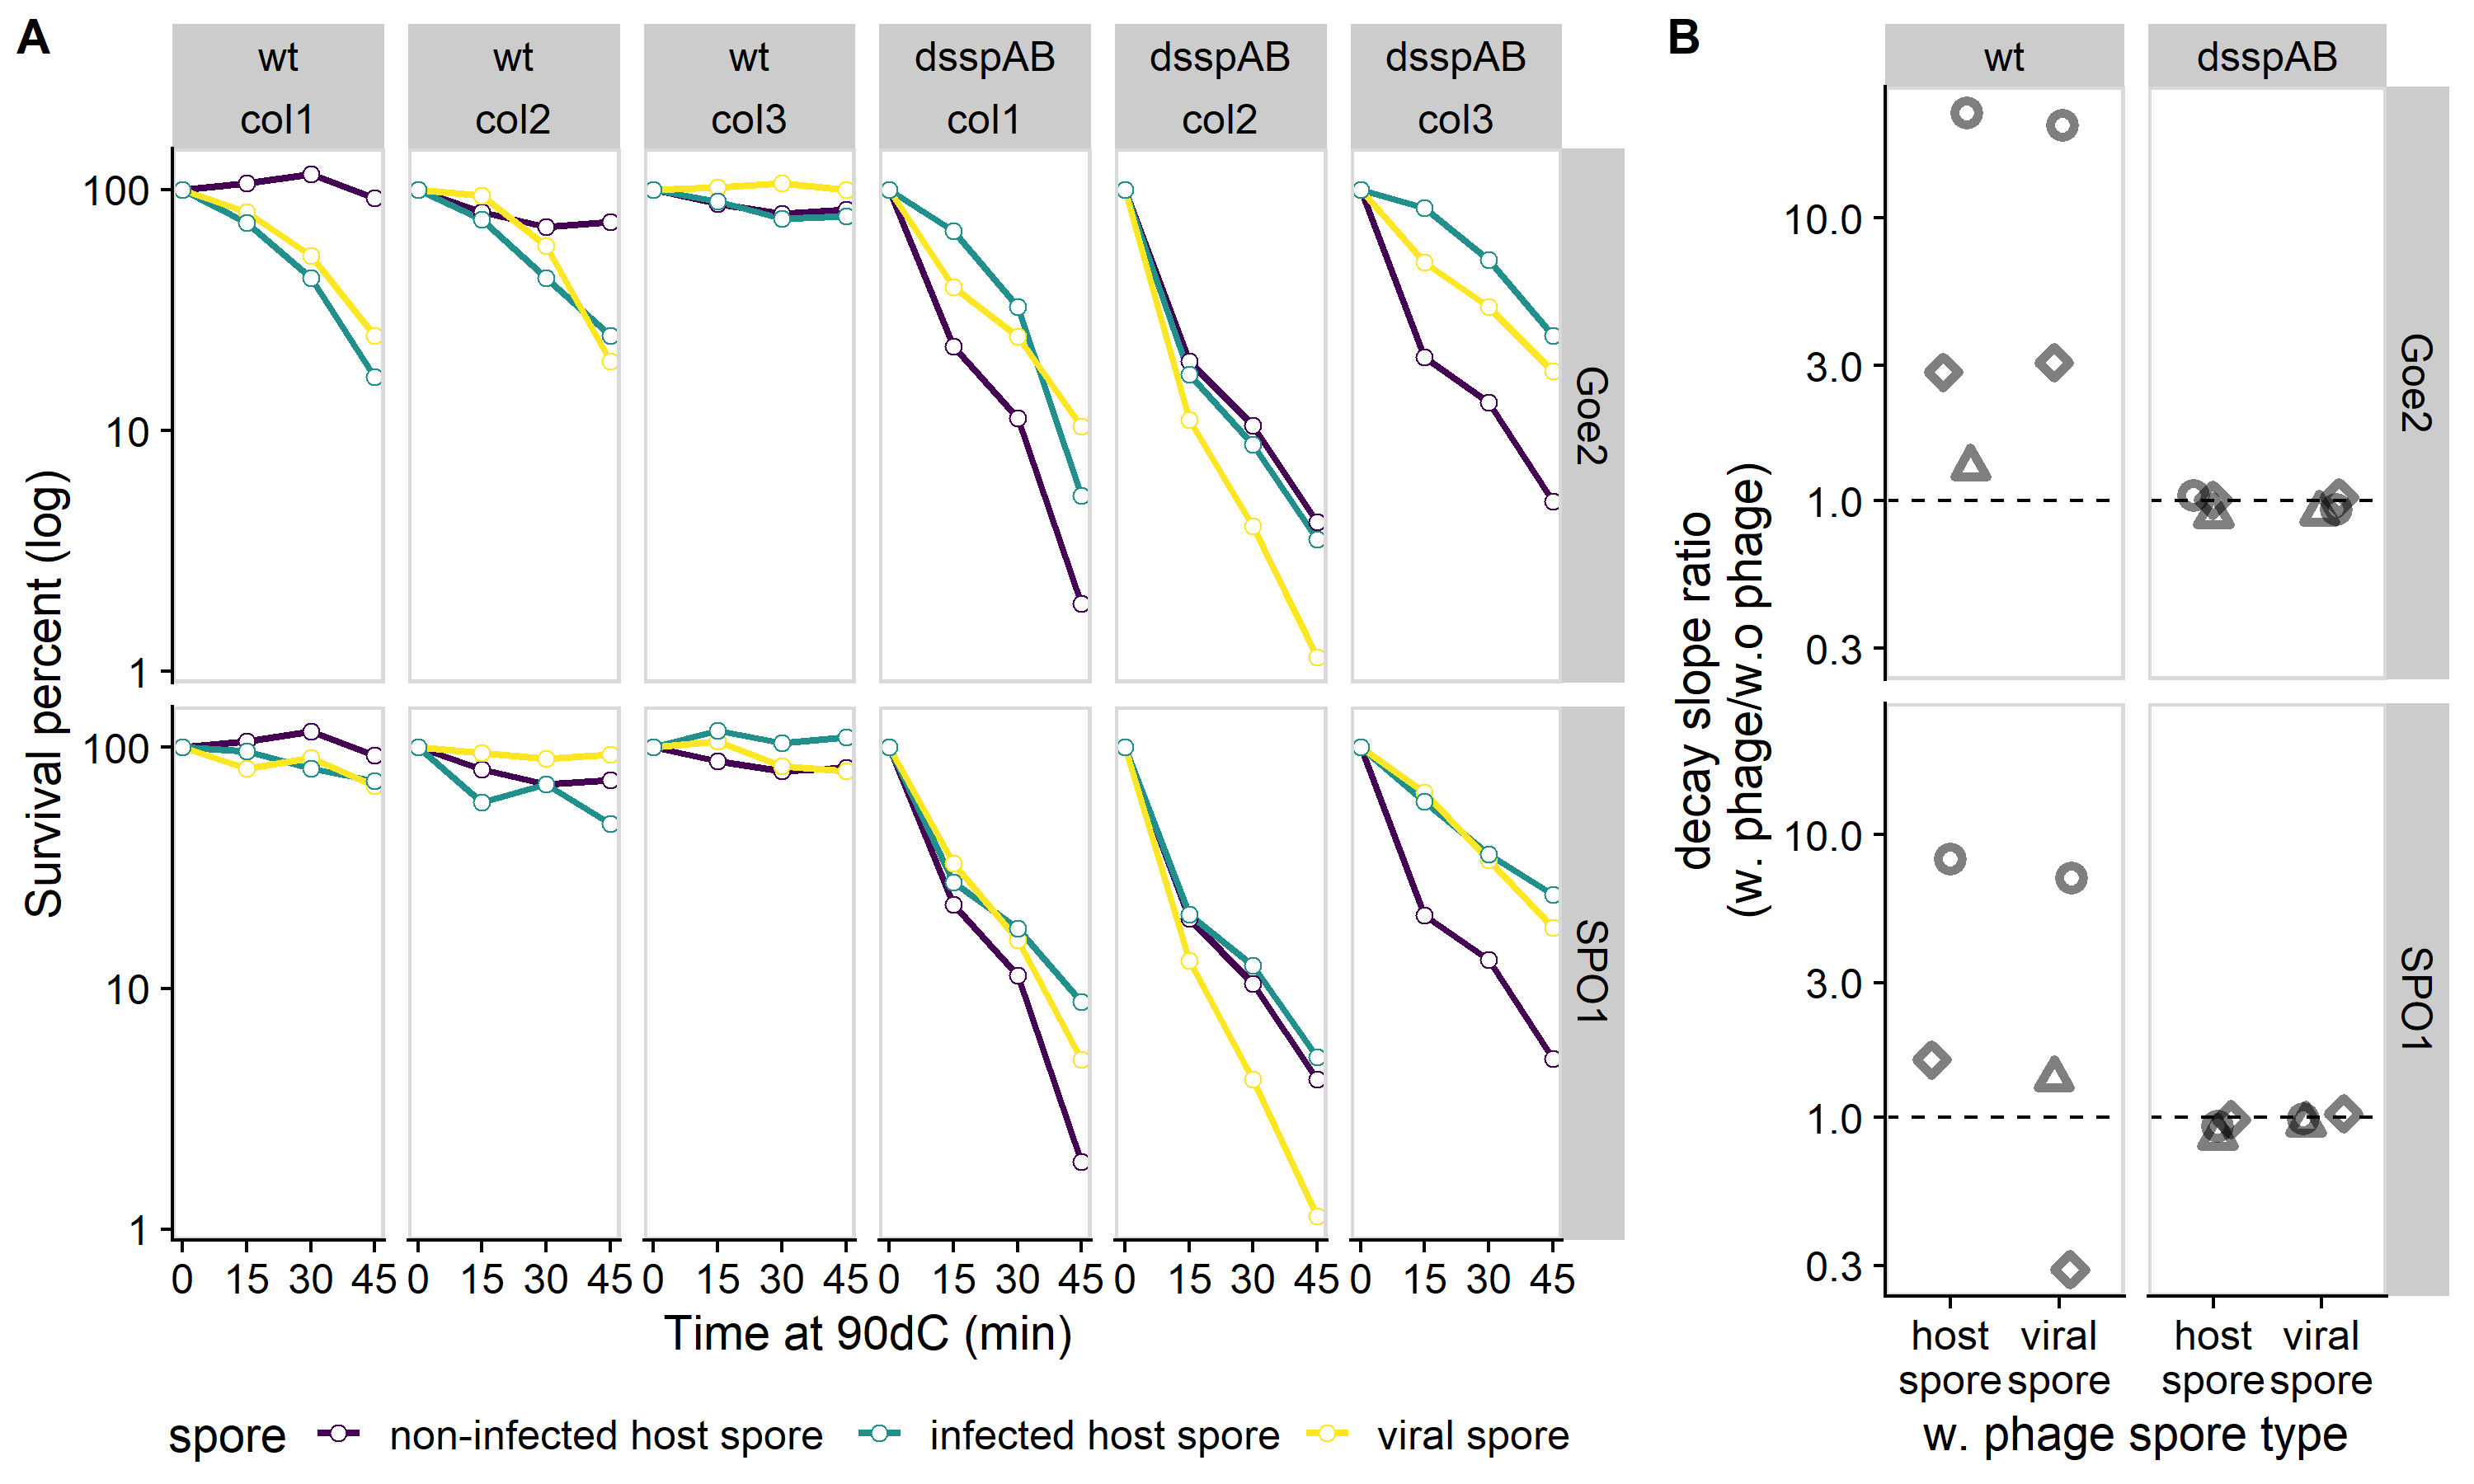 A
wt
wt
wt
dsspAB
dsspAB
dsspAB
col1
col2
col3
col1
col2
col3
Survival percent (log)
100
10
1
Goe2
100
10
1
SPO1
0 15 30 45
0 15 30 45
0 15 30 45
0 15 30 45
0 15 30 45
0 15 30 45
Time at 90dC (min)
spore
non-infected host spore
infected host spore
viral spore
B
wt
dsspAB
decay slope ratio
(w. phage/w.o phage)
10.0
3.0
1.0
0.3
Goe2
10.0
3.0
1.0
0.3
SPO1
host
spore
viral
spore
host
spore
viral
spore
w. phage spore type